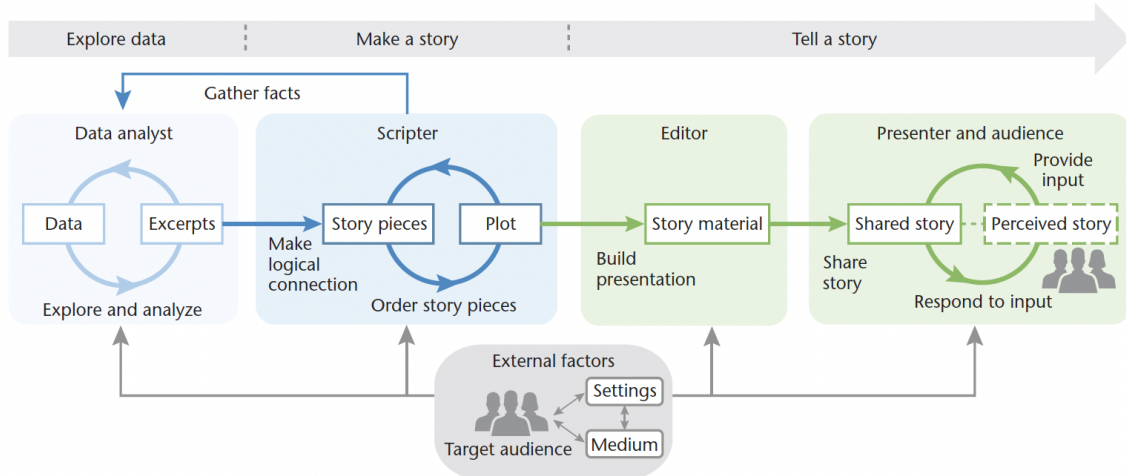 Explore data
Make a story
Tell a story
Gather facts
Data analyst
Data
Excerpts
Explore and analyze
Make
logical
connection
Scripter
Story pieces
Plot
Order story pieces
Build
presentation
Editor
Story material
Share
story
Presenter and audience
Provide
input
Shared story
Perceived story
Respond to input
External factors
Settings
Target audience
Medium